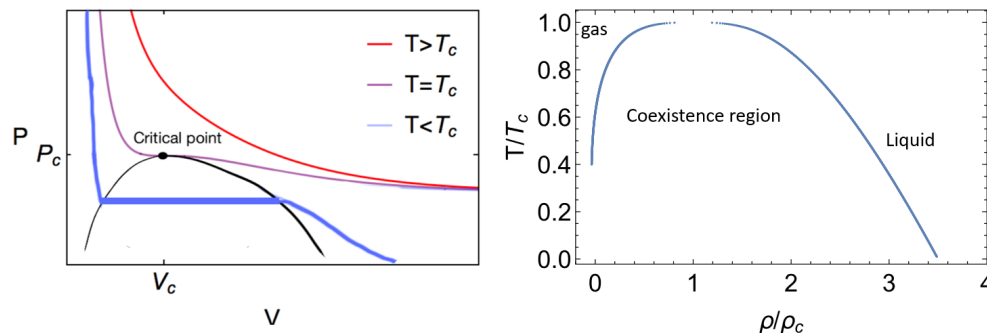 T>Tc
T=Tc
T<Tc
P
Pc
Critical point
Vc
V
gas
Coexistence region
Liquid
T/Tc
1.0
0.8
0.6
0.4
0.2
0.0
0 1 2 3 4
ρ/ρc